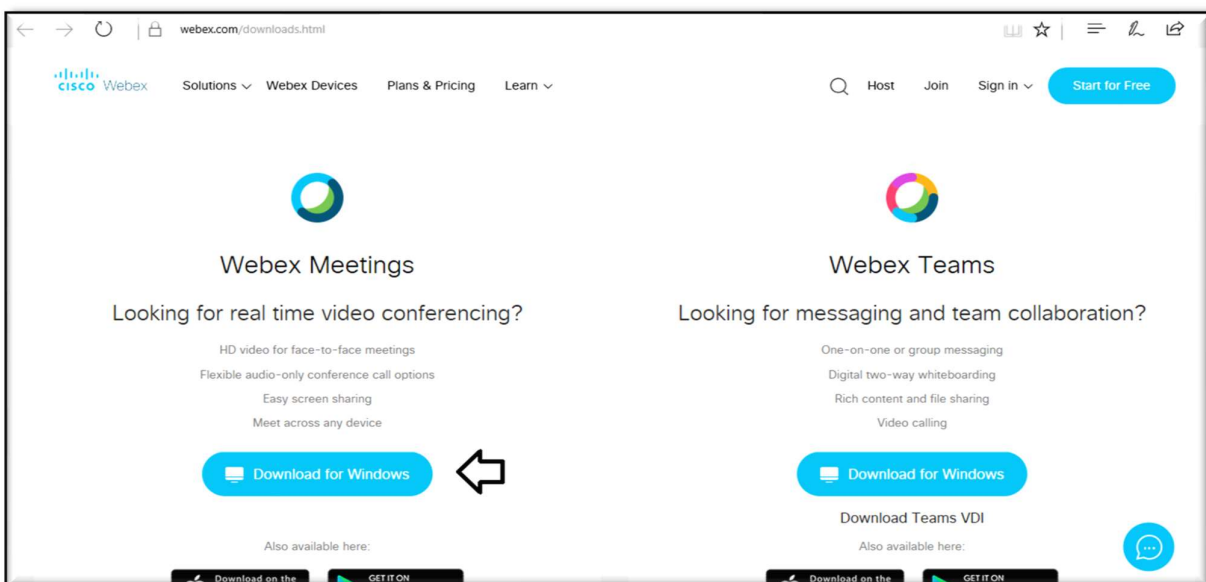 webex.com/downloads.html
CISCO Webex Solutions Webex Devices Plans & Pricing Learn Host Join Sign in Start for Free
Webex Meetings
Looking for real time video conferencing?
HD video for face-to-face meetings
Flexible audio-only conference call options
Easy screen sharing
Meet across any device
Download for Windows
Also available here:
Download on the
GET IT ON
Webex Teams
Looking for messaging and team collaboration?
One-on-one or group messaging
Digital two-way whiteboarding
Rich content and file sharing
Video calling
Download for Windows
Download Teams VDI
Also available here:
Download on the
GET IT ON